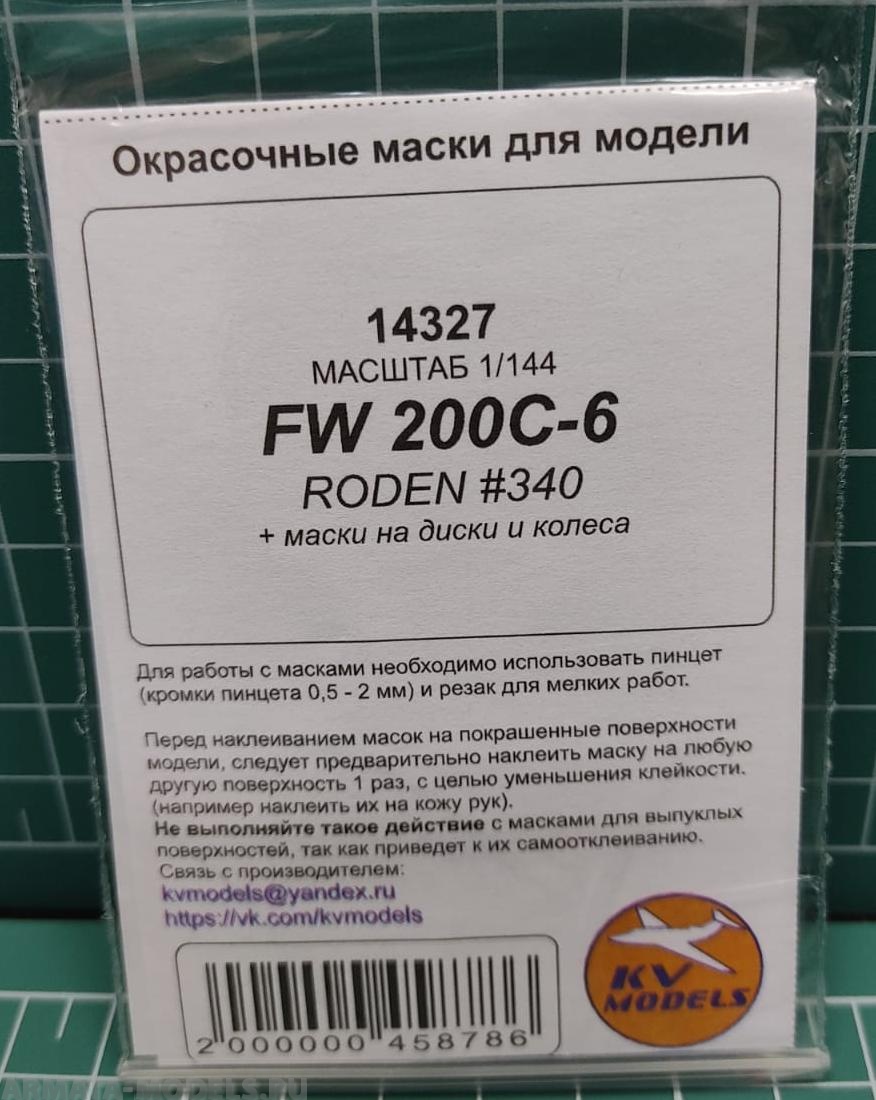 Окрасочные маски для модели
14327
МАСШТАБ 1/144
FW 200C-6
RODEN #340
+ маски на диски и колеса
Для работы с масками необходимо использовать пинцет
(кромки пинцета 0,5 - 2 мм) и резак для мелких работ.
Перед наклеиванием масок на покрашенные поверхности
модели, следует предварительно наклеить маску на любую
другую поверхность 1 раз, с целью уменьшения клейкости.
(например наклеить их на кожу рук).
Не выполняйте такое действие с масками для выпуклых
поверхностей, так как приведет к их самоотклеиванию.
Связь с производителем:
kvmodels@yandex.ru
https://vk.com/kvmodels
KV
MODELS
2 000000 458786
ARMATA-MODELS.RU